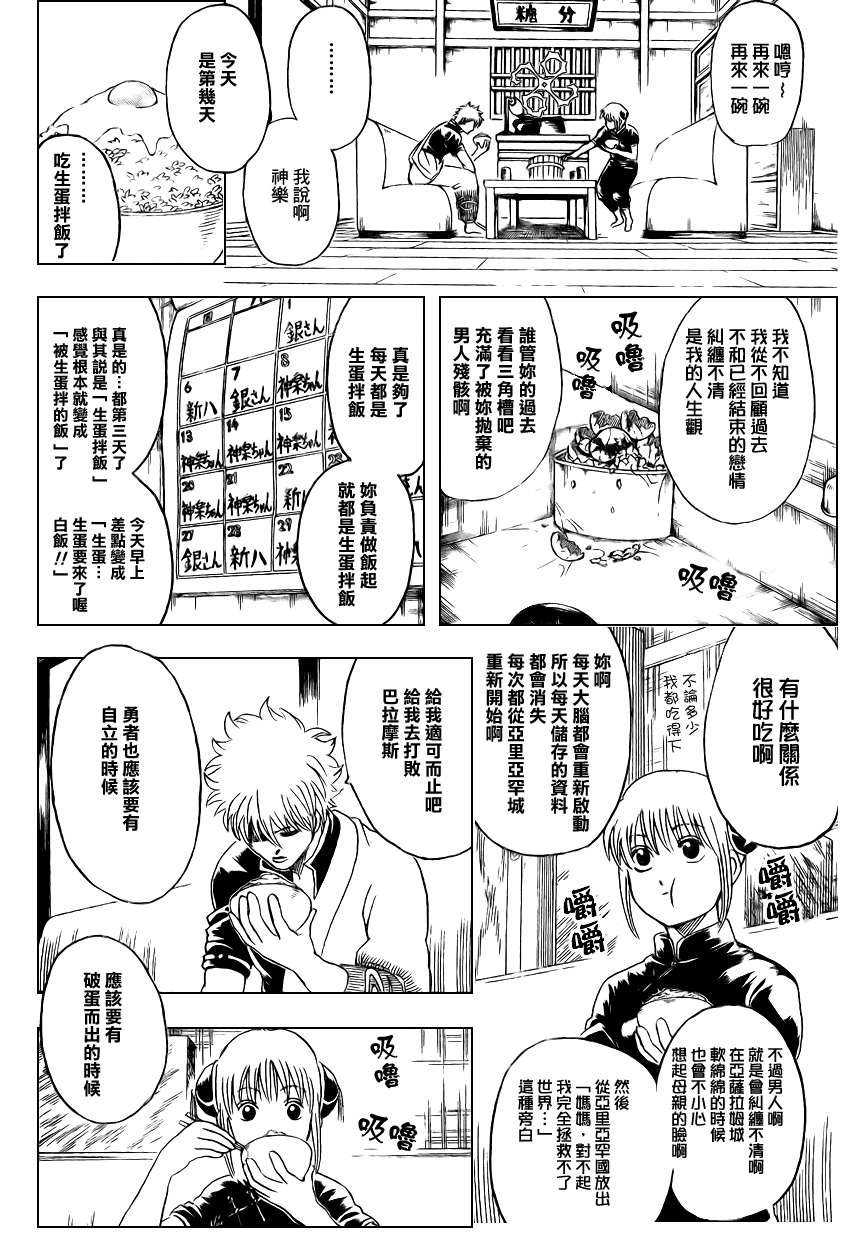 糖分
嗯哼~
再來一碗
再來一碗
………
我說啊
神樂
今天
是第幾天
………
吃生蛋拌飯了
我不知道
我從不回顧過去
不和已經結束的戀情
糾纏不清
是我的人生觀
吸嚕
吸嚕
吸嚕
誰管妳的過去
看看三角槽吧
充滿了被妳拋棄的
男人殘骸啊
真是夠了
每天都是
生蛋拌飯
妳負責做飯起
就都是生蛋拌飯
1
銀さん
6
新八
7
銀さん
8
神楽ちゃん
13
神楽ちゃん
14
神楽ちゃん
15
神楽ちゃん
20
神楽ちゃん
21
神楽ちゃん
22
新八
27
銀さん
28
新八
29
神楽
真是的…都第三天了
與其說是「生蛋拌飯」
感覺根本就變成
「被生蛋拌的飯」了
今天早上
差點變成
「生蛋…
生蛋要來了喔
白飯!!」
有什麼關係
很好吃啊
不論多少
我都吃得下
妳啊
每天大腦都會重新啟動
所以每天儲存的資料
都會消失
每次都從亞里亞罕城
重新開始啊
嚼嚼
嚼嚼
不過男人啊
就是會糾纏不清啊
在亞薩拉姆城
軟綿綿的時候
也會不小心
想起母親的臉啊
然後
從亞里亞罕國放出
「媽媽，對不起
我完全拯救不了
世界…」
這種旁白
給我適可而止吧
給我去打敗
巴拉摩斯
勇者也應該要有
自立的時候
應該要有
破蛋而出的時候
吸嚕
吸嚕